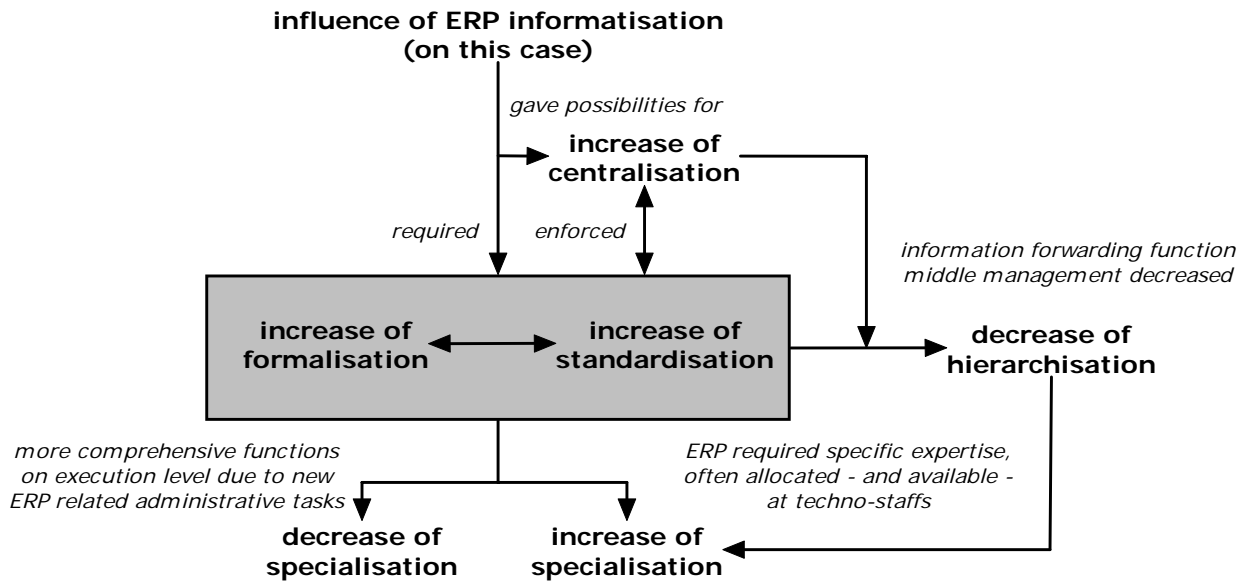 influence of ERP informatisation
(on this case)
gave possibilities for
increase of
centralisation
required
enforced
information forwarding function
middle management decreased
increase of
formalisation
increase of
standardisation
decrease of
hierarchisation
more comprehensive functions
on execution level due to new
ERP related administrative tasks
ERP required specific expertise,
often allocated - and available -
at techno-staffs
decrease of
specialisation
increase of
specialisation